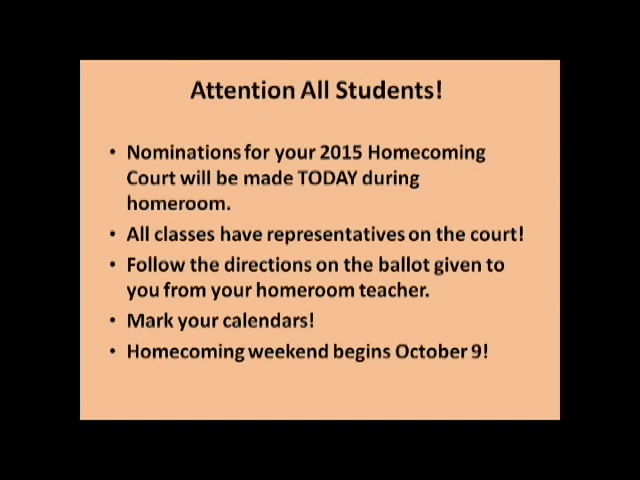 Attention All Students!
• Nominations for your 2015 Homecoming
Court will be made TODAY during
homeroom.
• All classes have representatives on the court!
• Follow the directions on the ballot given to
you from your homeroom teacher.
• Mark your calendars!
• Homecoming weekend begins October 9!